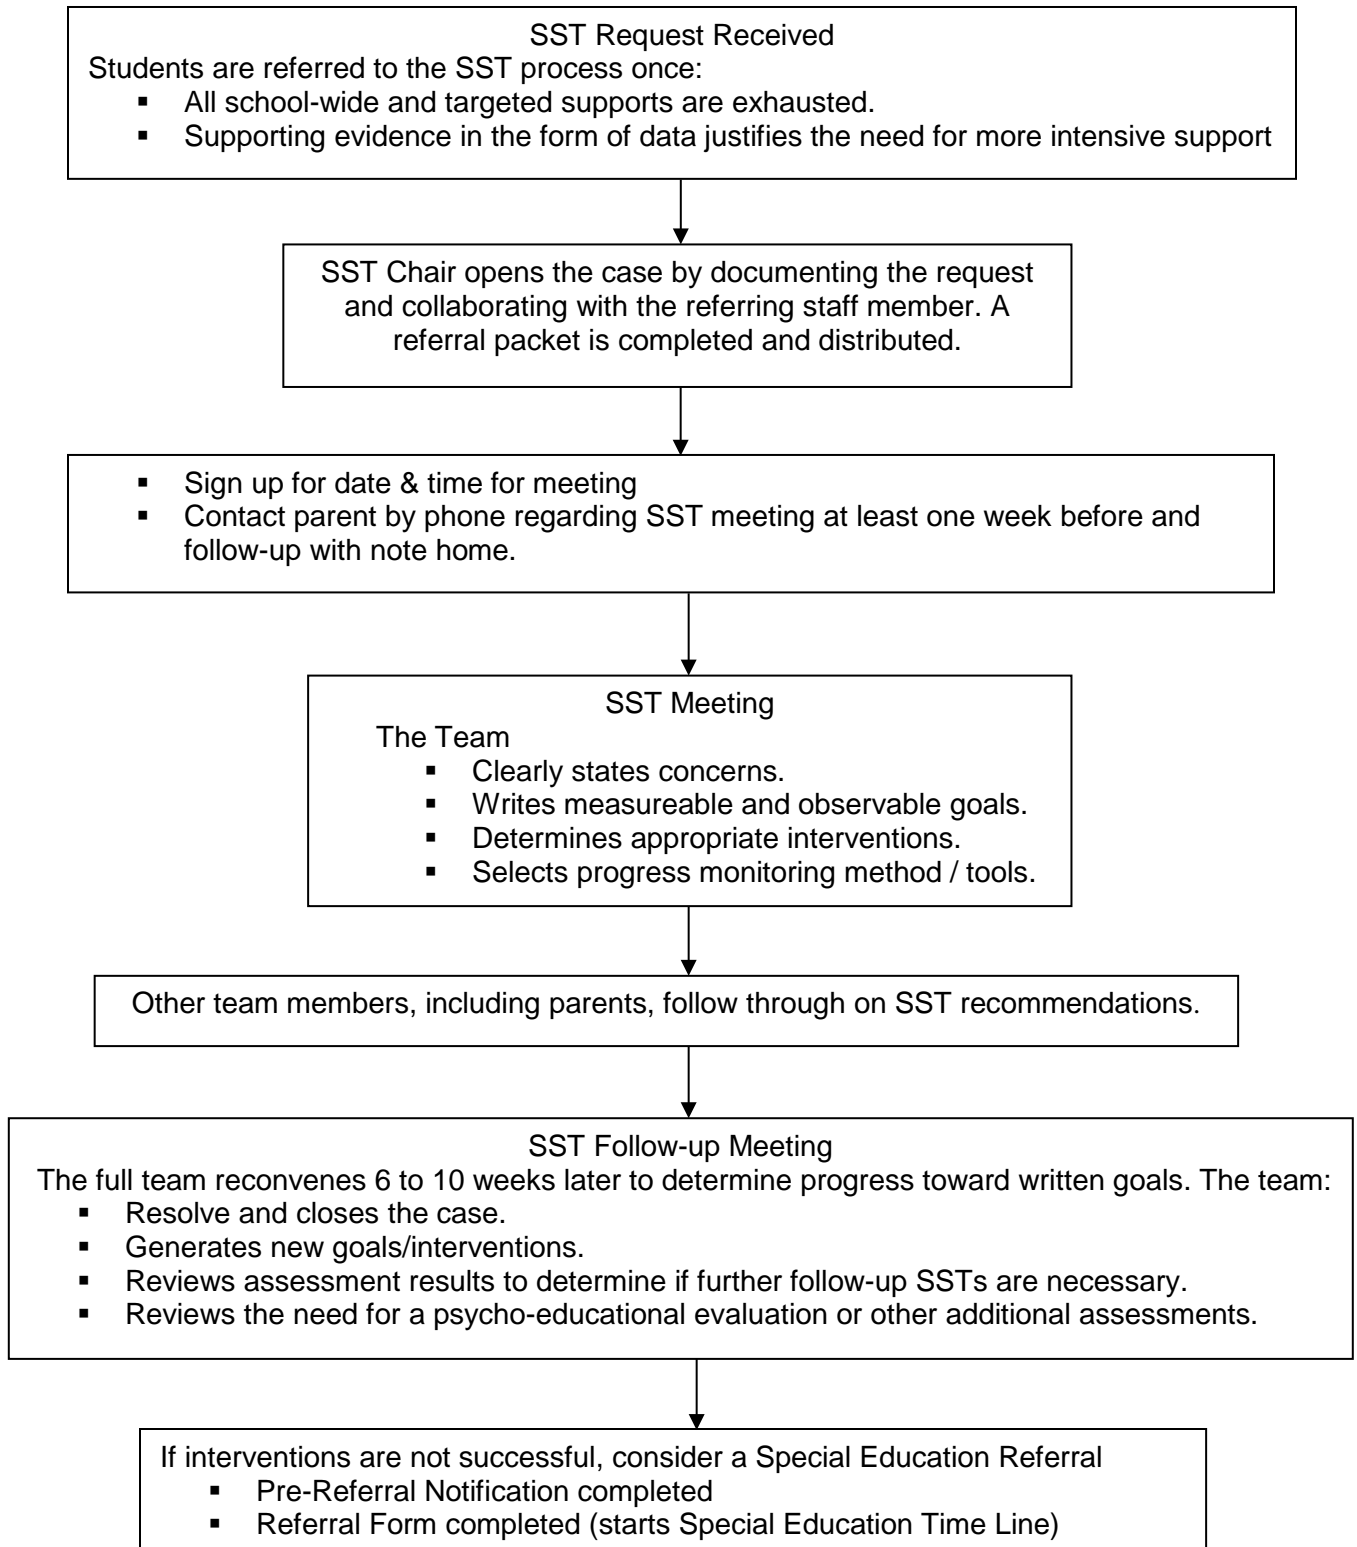 SST Request Received
Students are referred to the SST process once:
▪ All school-wide and targeted supports are exhausted.
▪ Supporting evidence in the form of data justifies the need for more intensive support
SST Chair opens the case by documenting the request
and collaborating with the referring staff member. A
referral packet is completed and distributed.
▪ Sign up for date & time for meeting
▪ Contact parent by phone regarding SST meeting at least one week before and
follow-up with note home.
SST Meeting
The Team
▪ Clearly states concerns.
▪ Writes measureable and observable goals.
▪ Determines appropriate interventions.
▪ Selects progress monitoring method / tools.
Other team members, including parents, follow through on SST recommendations.
SST Follow-up Meeting
The full team reconvenes 6 to 10 weeks later to determine progress toward written goals. The team:
▪ Resolve and closes the case.
▪ Generates new goals/interventions.
▪ Reviews assessment results to determine if further follow-up SSTs are necessary.
▪ Reviews the need for a psycho-educational evaluation or other additional assessments.
If interventions are not successful, consider a Special Education Referral
▪ Pre-Referral Notification completed
▪ Referral Form completed (starts Special Education Time Line)